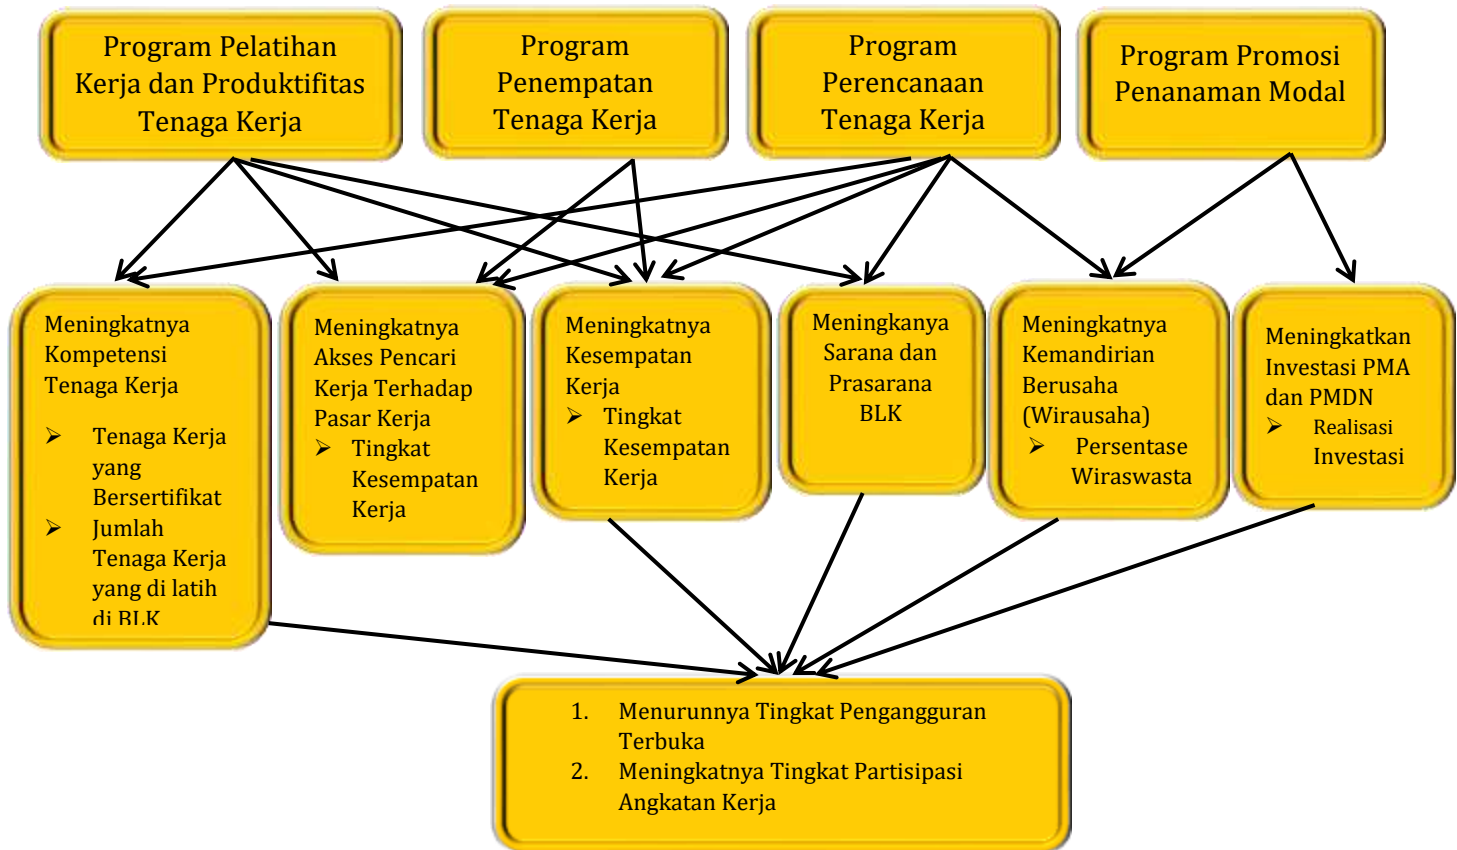 Program Pelatihan
Kerja dan Produktifitas
Tenaga Kerja
Program
Penempatan
Tenaga Kerja
Program
Perencanaan
Tenaga Kerja
Program Promosi
Penanaman Modal
Meningkatnya
Kompetensi
Tenaga Kerja
➢ Tenaga Kerja
yang
Bersertifikat
➢ Jumlah
Tenaga Kerja
yang di latih
di BLK
Meningkatnya
Akses Pencari
Kerja Terhadap
Pasar Kerja
➢ Tingkat
Kesempatan
Kerja
Meningkatnya
Kesempatan
Kerja
➢ Tingkat
Kesempatan
Kerja
Meningkanya
Sarana dan
Prasarana
BLK
Meningkatnya
Kemandirian
Berusaha
(Wirausaha)
➢ Persentase
Wiraswasta
Meningkatkan
Investasi PMA
dan PMDN
➢ Realisasi
Investasi
1. Menurunnya Tingkat Pengangguran
Terbuka
2. Meningkatnya Tingkat Partisipasi
Angkatan Kerja